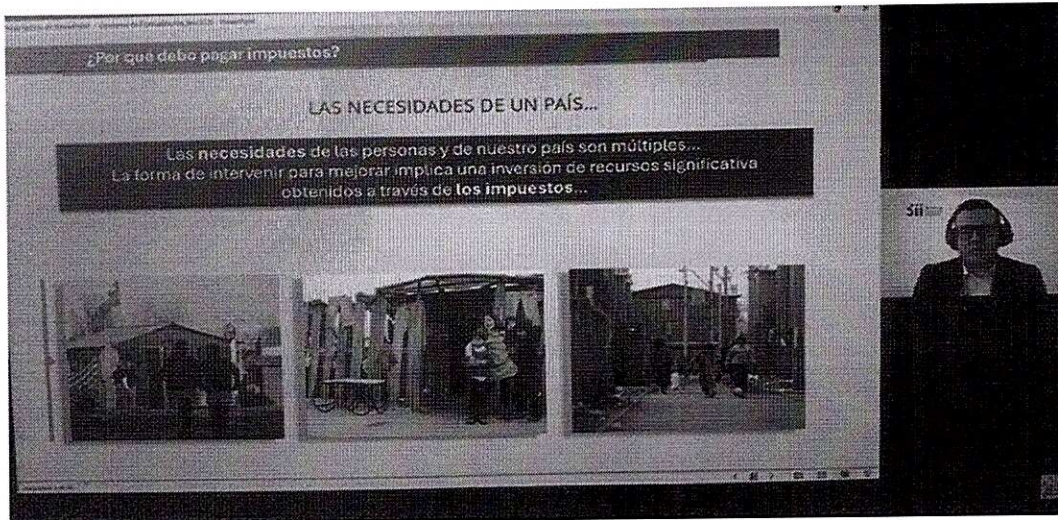 ¿Por qué debo pagar impuestos?
LAS NECESIDADES DE UN PAÍS...
Las necesidades de las personas y de nuestro país son múltiples...
La forma de intervenir para mejorar implica una inversión de recursos significativa
obtenidos a través de los impuestos...
Sii